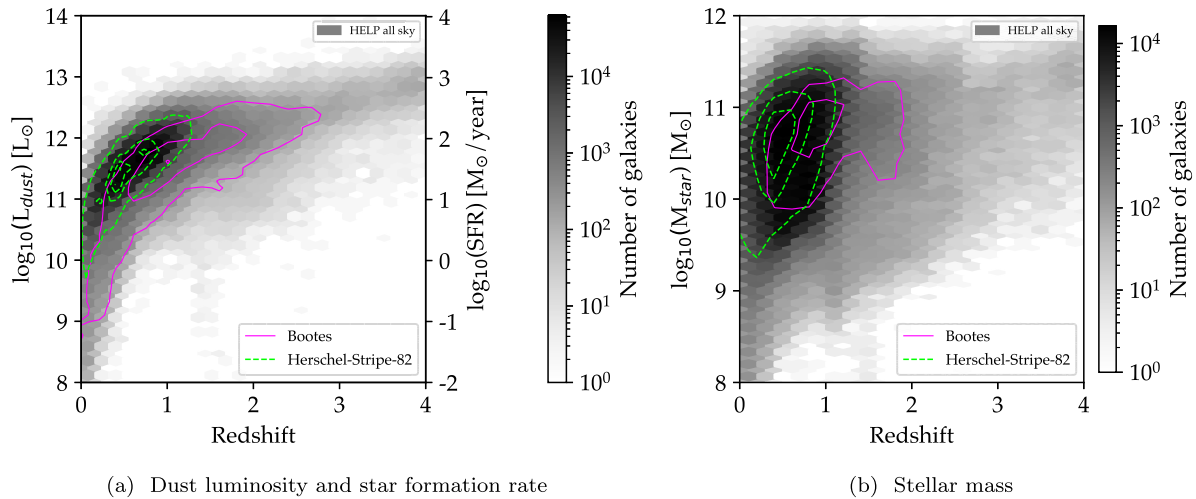 14
13
12
11
10
9
8
log10(Ldust) [L⊙]
0
1
2
3
4
Redshift
4
3
2
1
0
-1
-2
log10(SFR) [M⊙/year]
HELP all sky
Bootes
Herschel-Stripe-82
10^4
10^3
10^2
10^1
10^0
Number of galaxies
12
11
10
9
8
log10(Mstar) [M⊙]
0
1
2
3
4
Redshift
HELP all sky
Bootes
Herschel-Stripe-82
10^4
10^3
10^2
10^1
10^0
Number of galaxies
(a) Dust luminosity and star formation rate
(b) Stellar mass